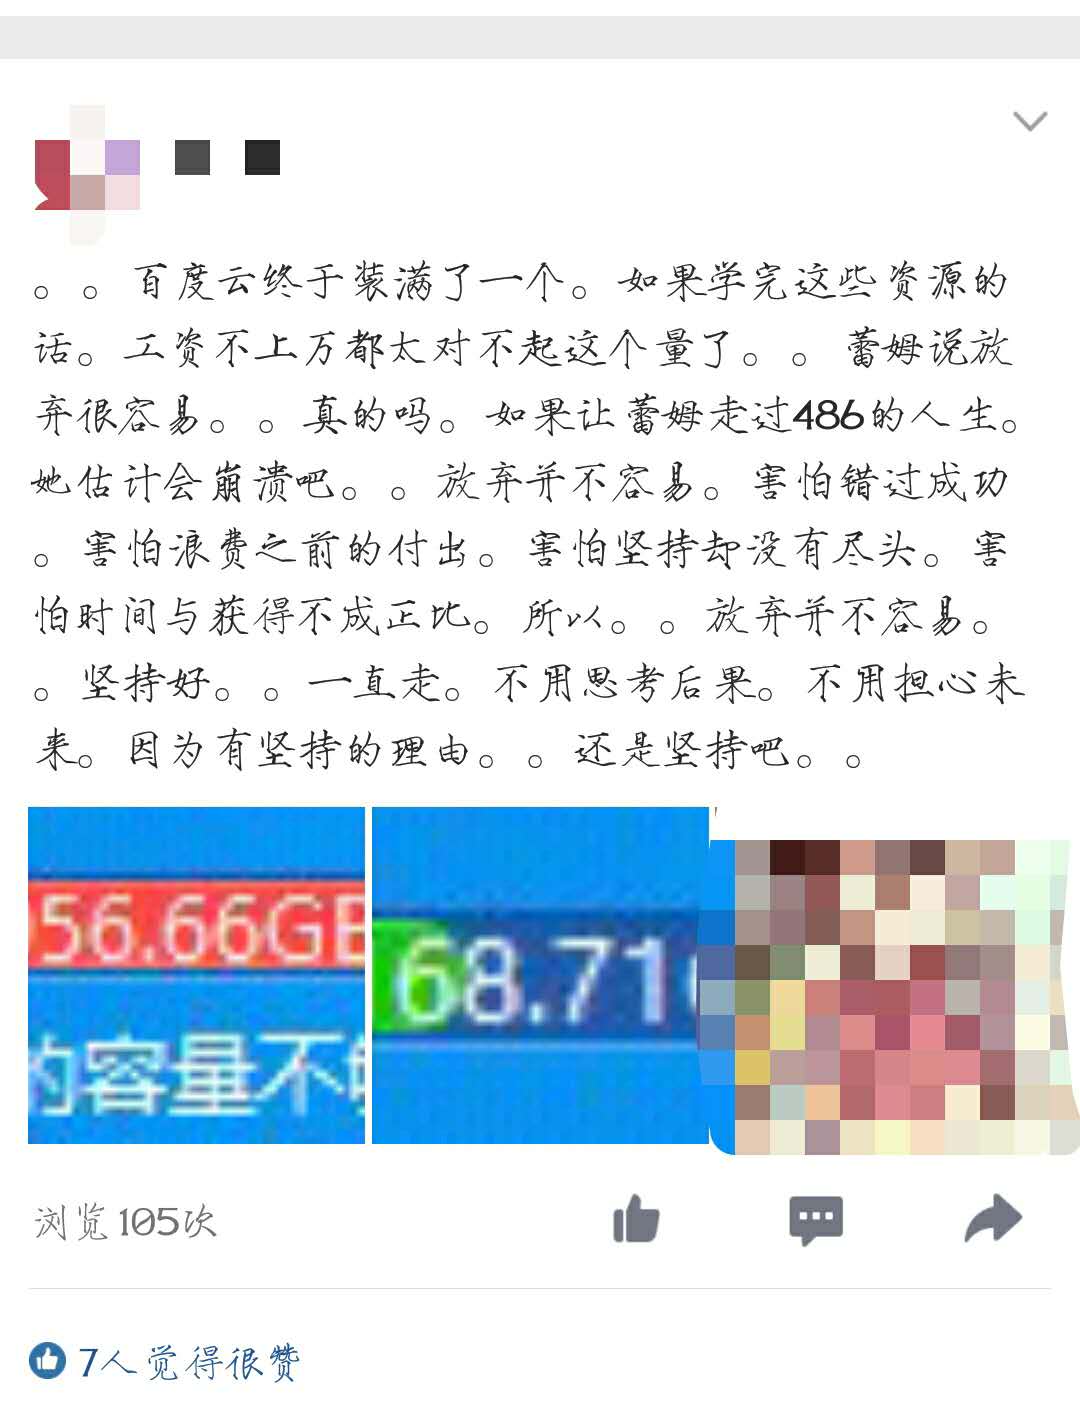 。。百度云终于装满了一个。如果学完这些资源的
话。工资不上万都太对不起这个量了。。蕾姆说放
弃很容易。。真的吗。如果让蕾姆走过486的人生。
她估计会崩溃吧。。放弃并不容易。害怕错过成功
。害怕浪费之前的付出。害怕坚持却没有尽头。害
怕时间与获得不成正比。所以。。放弃并不容易。
。坚持好。。一直走。不用思考后果。不用担心未
来。因为有坚持的理由。。还是坚持吧。。
56.66GB
的容量不够
68.71
浏览105次
7人觉得很赞